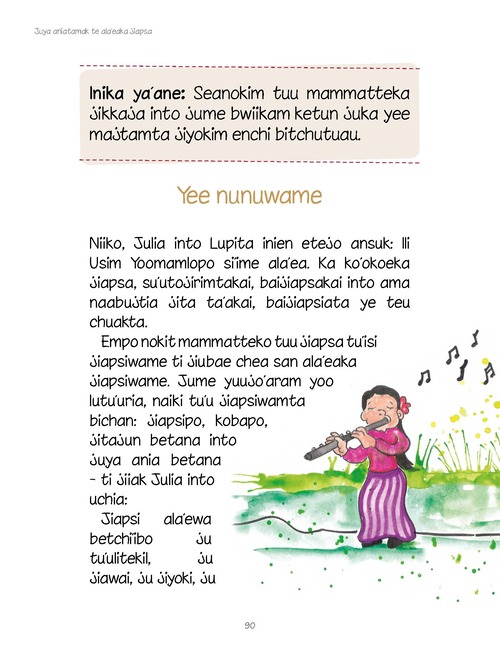 Juya aniatamak te ala'eaka jiapsa
Inika ya'ane: Seanokim tuu mammatteka
jikkaja into jume bwiikam ketun juka yee
majtamta jiyokim enchi bitchutuau.
Yee nunuwame
Niiko, Julia into Lupita inien etejo ansuk: Ili
Usim Yoomamlopo si'ime ala'ea. Ka ko'okoeka
jiapsa, su'utojirimtakai, baijiapsakai into ama
naabujtia jita ta'akai, baijiapsiata ye teu
chuakta.
Empo nokit mammatteko tuu jiapsa tu'isi
jiapsiwame ti jiubae chea san ala'eaka
jiapsiwame. Jume yuujo'aram yoo
lutu'uria, naiki tu'u jiapsiwamta
bichan: jiapsipo, kobapo,
jitajun betana into
juya ania betana
- ti jiiak Julia into
uchia:
Jiapsi ala'ewa
betchi'ibo ju
tu'ulitekil, ju
jiawai, ju jiyoki, ju
90